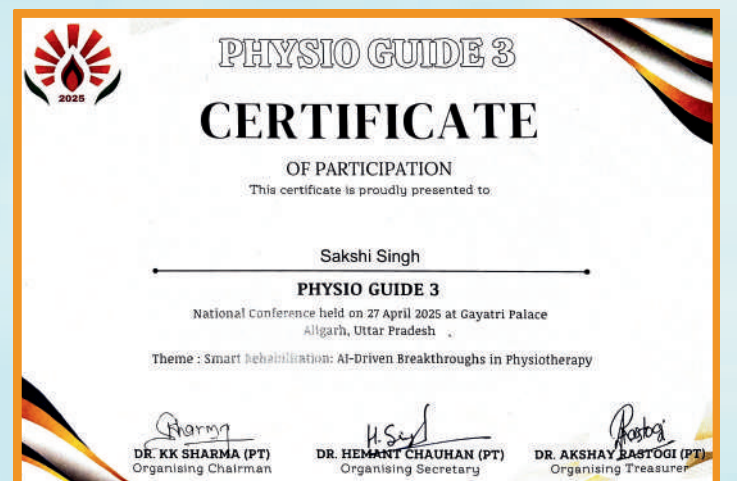 PHYSIO GUIDE 3
2025
CERTIFICATE
OF PARTICIPATION
This certificate is proudly presented to
Sakshi Singh
PHYSIO GUIDE 3
National Conference held on 27 April 2025 at Gayatri Palace
Aligarh, Uttar Pradesh
Theme : Smart Rehabilitation: AI-Driven Breakthroughs in Physiotherapy
Sharma
Rastogi
DR. KK SHARMA (PT) DR. HEMANT CHAUHAN (PT) DR. AKSHAY RASTOGI (PT)
Organising Chairman Organising Secretary Organising Treasurer